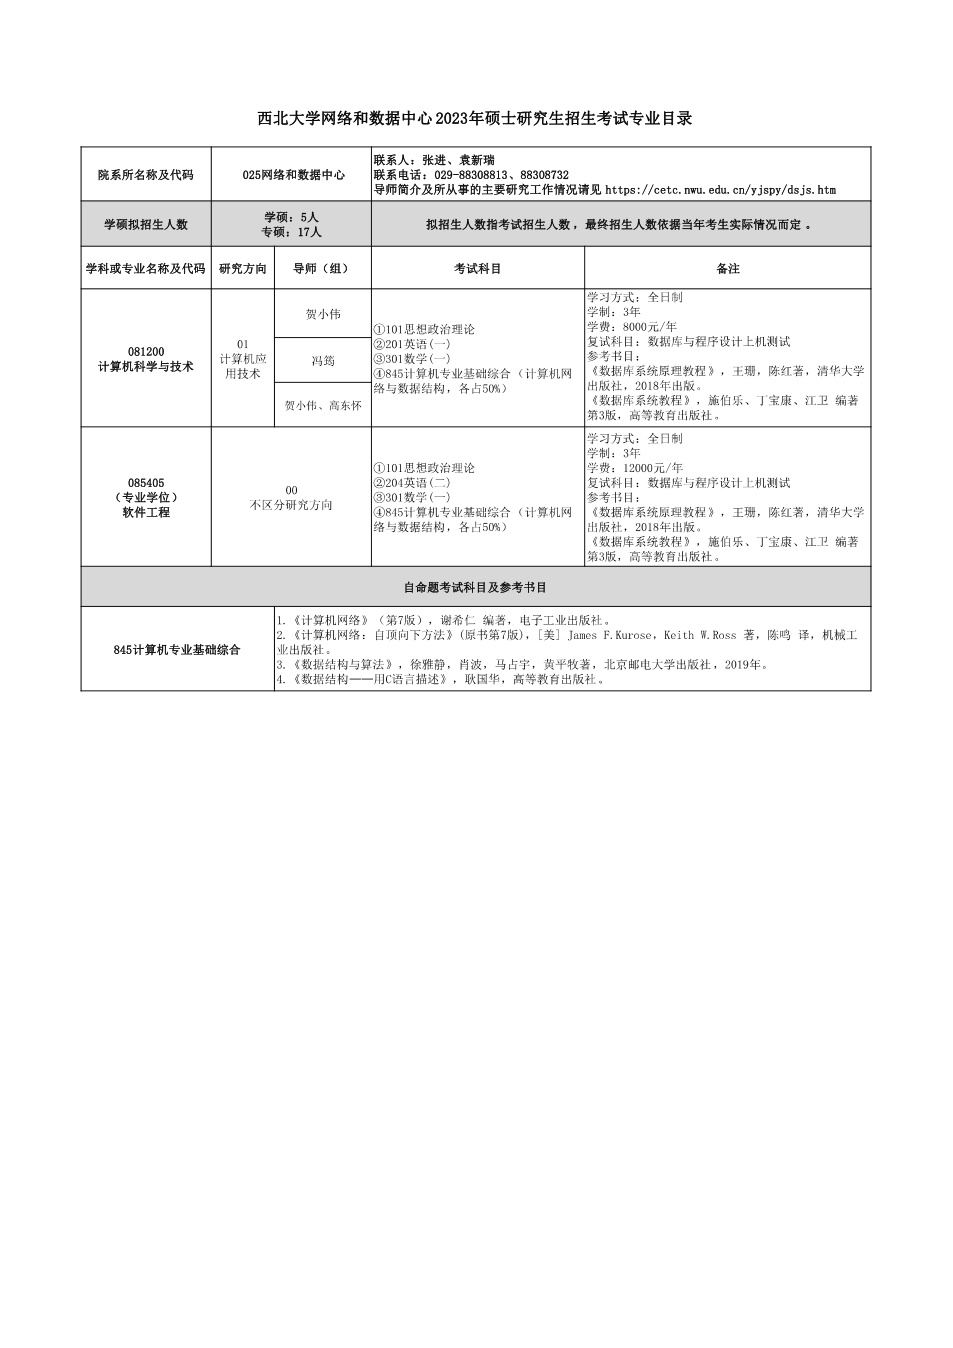 西北大学网络和数据中心2023年硕士研究生招生考试专业目录
院系所名称及代码
025网络和数据中心
联系人：张进、袁新瑞
联系电话：029-88308813、88308732
导师简介及所从事的主要研究工作情况请见 https://cetc.nwu.edu.cn/yjspy/dsjs.htm
学硕拟招生人数
学硕：5人
专硕：17人
拟招生人数指考试招生人数，最终招生人数依据当年考生实际情况而定 。
学科或专业名称及代码
研究方向
导师（组）
考试科目
备注
081200
计算机科学与技术
01
计算机应
用技术
贺小伟
冯筠
贺小伟、高东怀
①101思想政治理论
②201英语(一)
③301数学(一)
④845计算机专业基础综合（计算机网
络与数据结构，各占50%）
学习方式：全日制
学制：3年
学费：8000元/年
复试科目：数据库与程序设计上机测试
参考书目：
《数据库系统原理教程》，王珊，陈红著，清华大学
出版社，2018年出版。
《数据库系统教程》，施伯乐、丁宝康、江卫 编著
第3版，高等教育出版社。
085405
（专业学位）
软件工程
00
不区分研究方向
①101思想政治理论
②204英语(二)
③301数学(一)
④845计算机专业基础综合（计算机网
络与数据结构，各占50%）
学习方式：全日制
学制：3年
学费：12000元/年
复试科目：数据库与程序设计上机测试
参考书目：
《数据库系统原理教程》，王珊，陈红著，清华大学
出版社，2018年出版。
《数据库系统教程》，施伯乐、丁宝康、江卫 编著
第3版，高等教育出版社。
自命题考试科目及参考书目
845计算机专业基础综合
1.《计算机网络》（第7版），谢希仁 编著，电子工业出版社。
2.《计算机网络：自顶向下方法》(原书第7版)，[美] James F.Kurose，Keith W.Ross 著，陈鸣 译，机械工
业出版社。
3.《数据结构与算法》，徐雅静，肖波，马占宇，黄平牧著，北京邮电大学出版社，2019年。
4.《数据结构——用C语言描述》，耿国华，高等教育出版社。